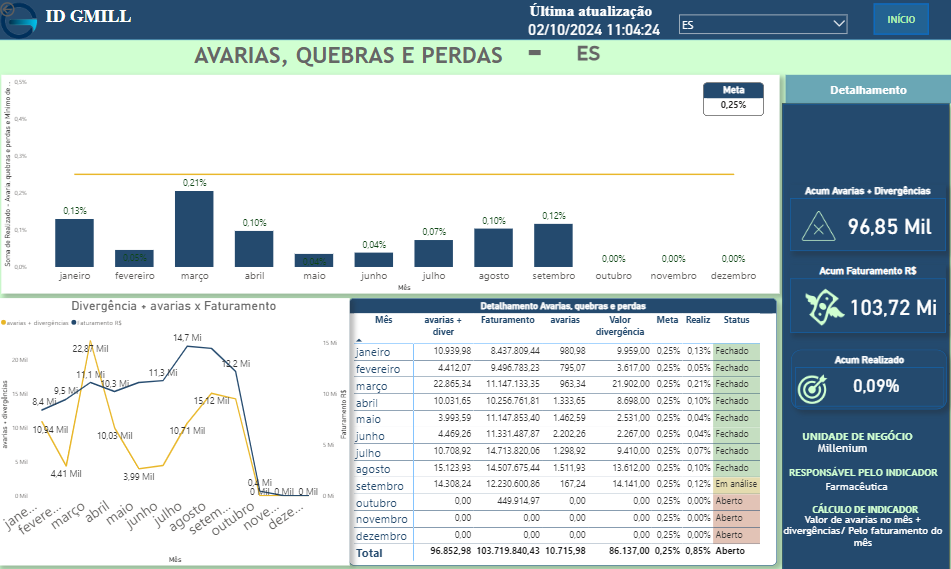 ID GMILL
Última atualização
02/10/2024 11:04:24
ES
INÍCIO
AVARIAS, QUEBRAS E PERDAS - ES
Soma de Realizado - Avaria, quebras e perdas e Mínimo de ...
0,5%
0,4%
0,3%
0,2%
0,1%
0,0%
Meta
0,25%
0,13%
0,05%
0,21%
0,10%
0,04%
0,04%
0,07%
0,10%
0,12%
0,00%
0,00%
0,00%
janeiro fevereiro março abril maio junho julho agosto setembro outubro novembro dezembro
Mês
Divergência + avarias x Faturamento
avarias + divergências Faturamento R$
avarias + divergências
20 Mil
15 Mil
10 Mil
5 Mil
0 Mil
22,87 Mil
14,7 Mi
12,2 Mi
11,1 Mi
10,3 Mi
11,3 Mi
9,5 Mi
8,4 Mi
15,12 Mil
10,94 Mil
10,03 Mil
10,71 Mil
4,41 Mil
3,99 Mil
0,4 Mi
0 Mil
0 Mil
0 Mil
15 Mi
10 Mi
5 Mi
0 Mi
Faturamento R$
jane... fevere... março abril maio junho julho agosto setem... outubro nove... deze...
Mês
Detalhamento Avarias, quebras e perdas
Mês avarias + diver Faturamento avarias Valor divergência Meta Realiz Status
janeiro 10.939,98 8.437.809,44 980,98 9.959,00 0,25% 0,13% Fechado
fevereiro 4.412,07 9.496.783,23 795,07 3.617,00 0,25% 0,05% Fechado
março 22.865,34 11.147.133,35 963,34 21.902,00 0,25% 0,21% Fechado
abril 10.031,65 10.256.761,81 1.333,65 8.698,00 0,25% 0,10% Fechado
maio 3.993,59 11.147.853,40 1.462,59 2.531,00 0,25% 0,04% Fechado
junho 4.469,26 11.331.487,87 2.202,26 2.267,00 0,25% 0,04% Fechado
julho 10.708,92 14.713.820,06 1.298,92 9.410,00 0,25% 0,07% Fechado
agosto 15.123,93 14.507.675,44 1.511,93 13.612,00 0,25% 0,10% Fechado
setembro 14.308,24 12.230.600,86 167,24 14.141,00 0,25% 0,12% Em análise
outubro 0,00 449.914,97 0,00 0,00 0,25% 0,00% Aberto
novembro 0,00 0,00 0,00 0,00 0,25% 0,00% Aberto
dezembro 0,00 0,00 0,00 0,00 0,25% 0,00% Aberto
Total 96.852,98 103.719.840,43 10.715,98 86.137,00 0,25% 0,85% Aberto
Detalhamento
Acum Avarias + Divergências
96,85 Mil
Acum Faturamento R$
103,72 Mi
Acum Realizado
0,09%
UNIDADE DE NEGÓCIO
Millenium
RESPONSÁVEL PELO INDICADOR
Farmacêutica
CÁLCULO DE INDICADOR
Valor de avarias no mês +
divergências/ Pelo faturamento do
mês